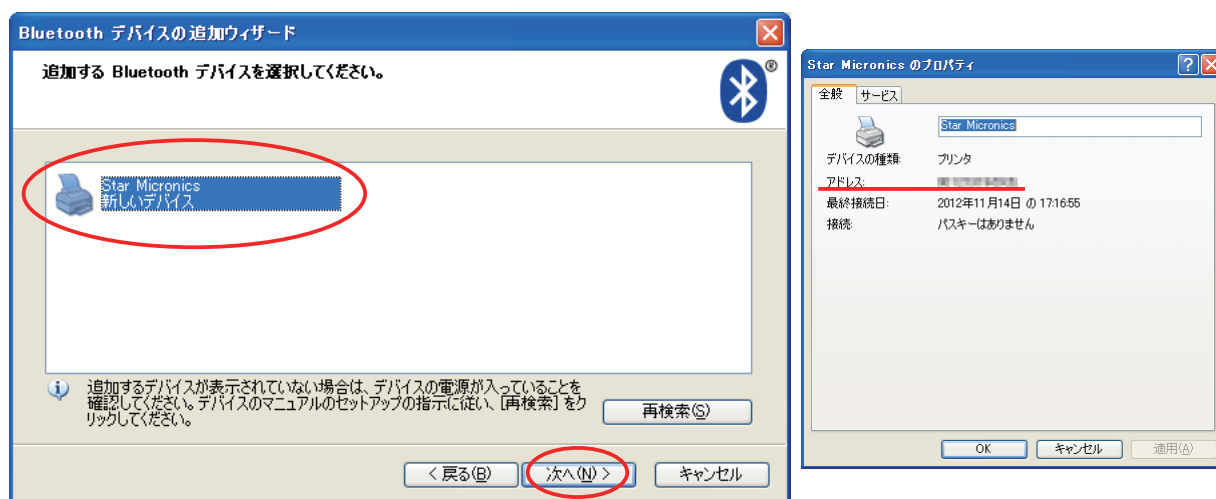 Bluetooth デバイスの追加ウィザード
追加する Bluetooth デバイスを選択してください。
®
Star Micronics
新しいデバイス
追加するデバイスが表示されていない場合は、デバイスの電源が入っていることを
確認してください。デバイスのマニュアルのセットアップの指示に従い、[再検索] をク
リックしてください。
再検索(S)
< 戻る(B)
次へ(N) >
キャンセル
Star Micronics のプロパティ
全般
サービス
Star Micronics
デバイスの種類:
プリンタ
アドレス:
最終接続日:
2012年11月14日 の 17:16:55
接続:
パスキーはありません
OK
キャンセル
適用(A)